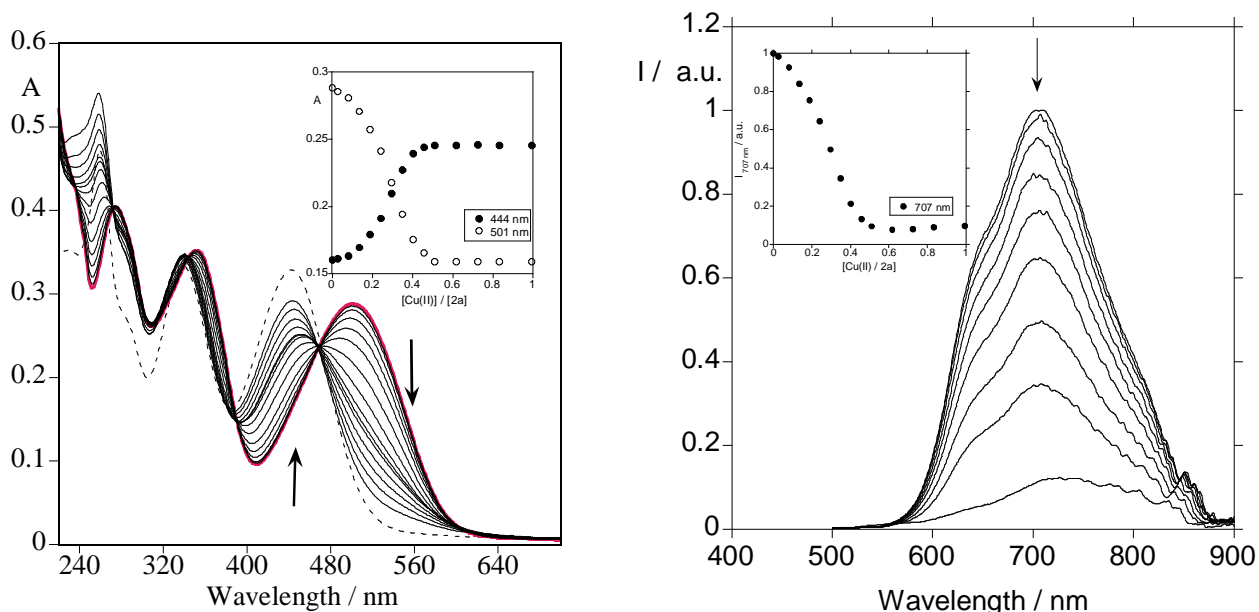 0.6
A
0.5
0.4
0.3
0.2
0.1
0
240 320 400 480 560 640
Wavelength / nm
0.3
A
0.25
0.2
0.15
0 0.2 0.4 0.6 0.8 1
[Cu(II)] / [2a]
444 nm
501 nm
1.2
I / a.u.
1
0.8
0.6
0.4
0.2
0
400 500 600 700 800 900
Wavelength / nm
1
0.8
0.6
0.4
0.2
0
I 707 nm / a.u.
0 0.2 0.4 0.6 0.8 1
[Cu(II) / 2a]
707 nm